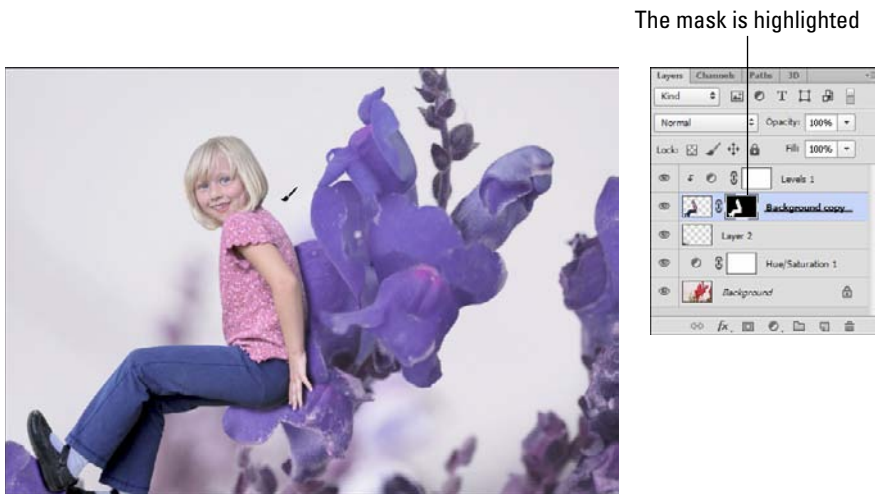 The mask is highlighted
Layers Channels Paths 3D
Kind
Normal Opacity: 100%
Lock: Fill: 100%
Levels 1
Background copy...
Layer 2
Hue/Saturation 1
Background
fx